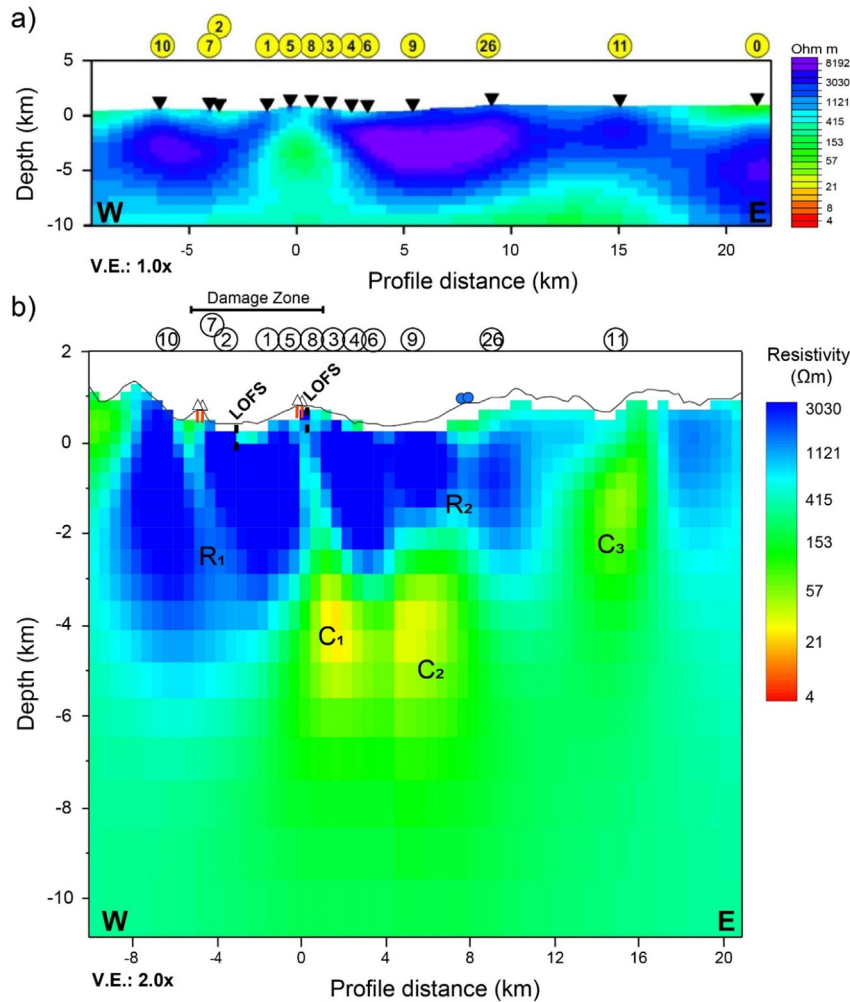 a)
2
10 7 1 5 8 3 4 6 9 26 11 0
Ohm m
5
0
-5
-10
Depth (km)
8192
3030
1121
415
153
57
21
8
4
W
E
-5 0 5 10 15 20
V.E.: 1.0x
Profile distance (km)
Damage Zone
b)
7
10 2 1 5 8 3 4 6 9 26 11
2
0
-2
-4
-6
-8
-10
Depth (km)
LOFS
LOFS
R₁
R₂
C₁
C₂
C₃
Resistivity
(Ωm)
3030
1121
415
153
57
21
4
W
E
-8 -4 0 4 8 12 16 20
V.E.: 2.0x
Profile distance (km)